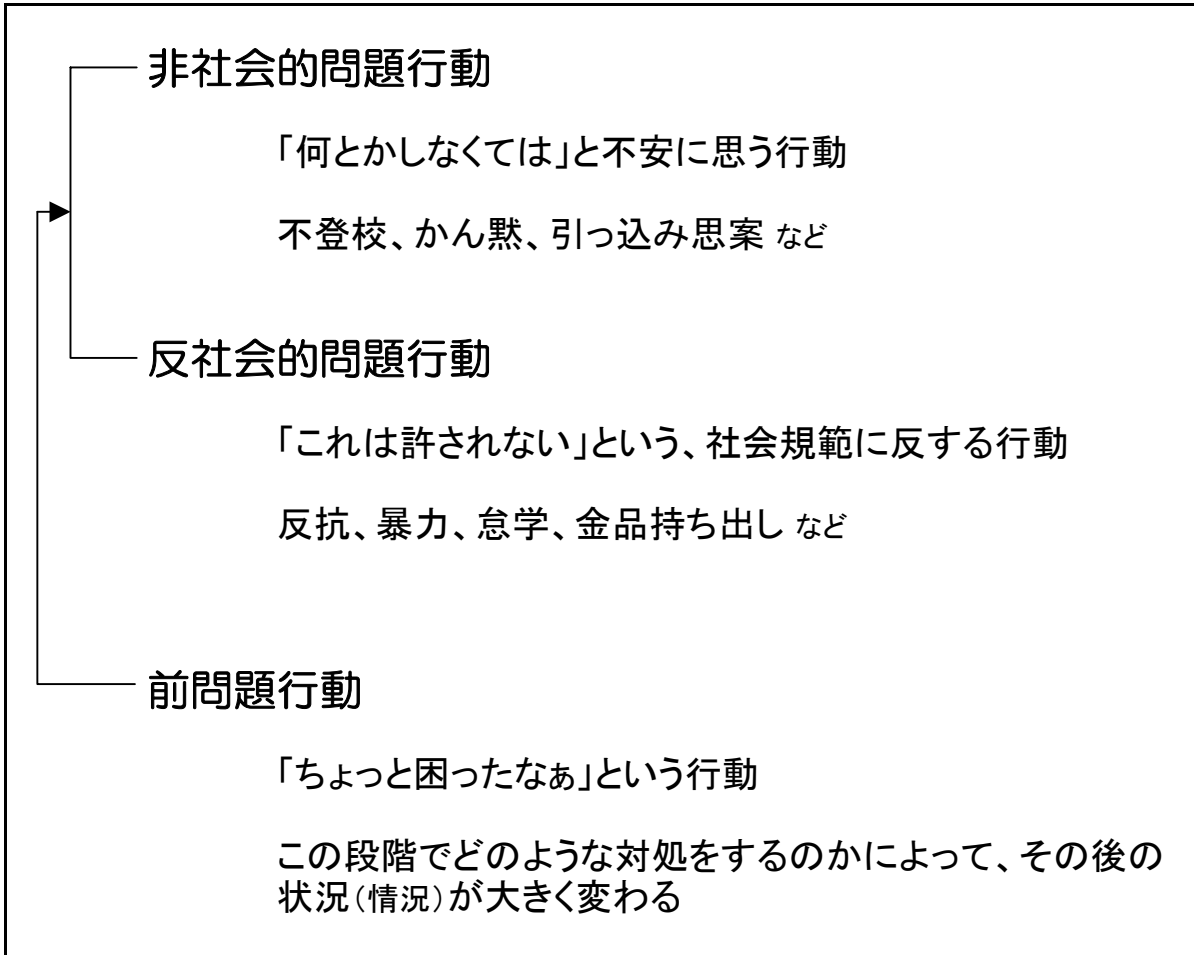 非社会的問題行動
「何とかしなくては」と不安に思う行動
不登校、かん黙、引っ込み思案 など
反社会的問題行動
「これは許されない」という、社会規範に反する行動
反抗、暴力、怠学、金品持ち出し など
前問題行動
「ちょっと困ったなぁ」という行動
この段階でどのような対処をするのかによって、その後の
状況(情況)が大きく変わる